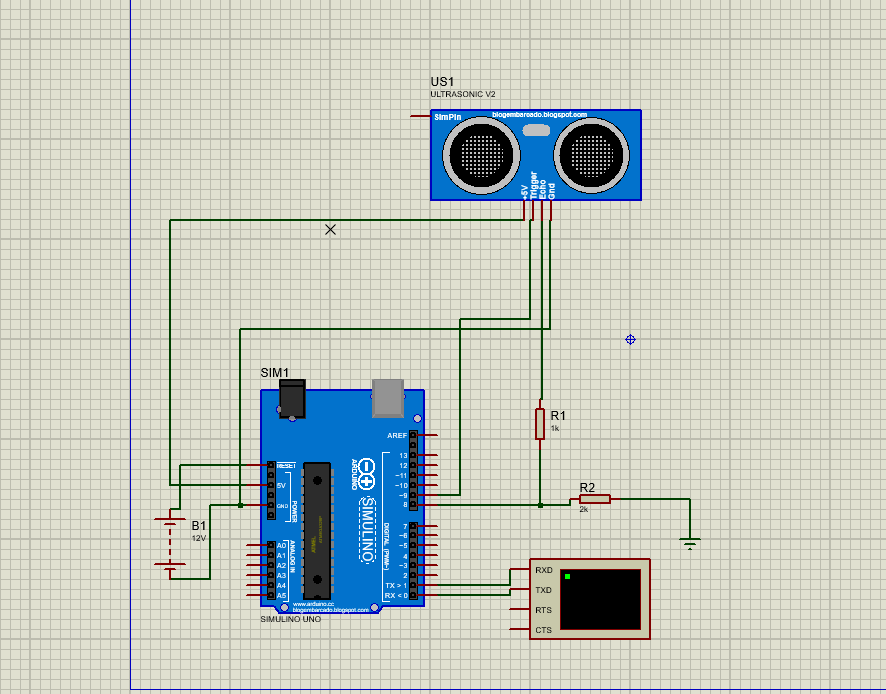 US1
ULTRASONIC V2
SimPin
blogembarcado.blogspot.com
+5V
Trigger
Echo
Gnd
SIM1
AREF
RESET
5V
GND
POWER
A0
A1
A2
A3
A4
A5
ANALOG IN
ARDUINO
SIMULINO
13
12
~11
~10
~9
8
7
~6
~5
4
~3
2
TX > 1
RX < 0
DIGITAL (PWM~)
www.arduino.cc
blogembarcado.blogspot.com
SIMULINO UNO
B1
12V
R1
1k
R2
2k
RXD
TXD
RTS
CTS